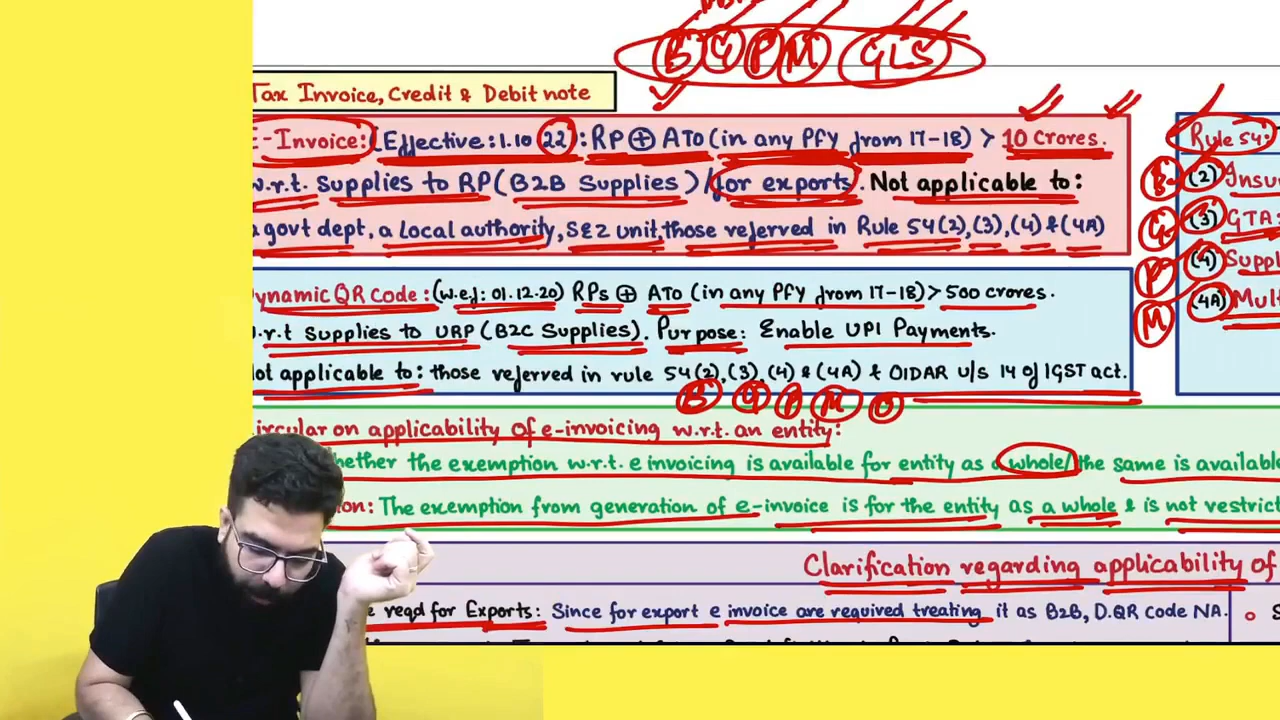 B G P M GLS
Tax Invoice, Credit & Debit note
E-Invoice: (Effective: 1.10 22): RP ⊕ ATO (in any PFY from 17-18) > 10 crores.
w.r.t. Supplies to RP (B2B Supplies) / for exports. Not applicable to:
govt dept, a Local authority, SEZ unit, those referred in Rule 54(2), (3), (4) & (4A)
Rule 54:
B (2) Insu
G (3) GTA:
P (4) Suppl
M (4A) Mul
ynamic QR Code: (w.e.f: 01.12.20) RPs ⊕ ATO (in any PFY from 17-18) > 500 crores.
.r.t Supplies to URP (B2C Supplies). Purpose: Enable UPI Payments.
ot applicable to: those referred in rule 54(2), (3), (4) & (4A) & OIDAR u/s 14 of IGST act.
B G P M O
ircular on applicability of e-invoicing w.r.t. an entity:
hether the exemption w.r.t. e invoicing is available for entity as a whole/ the same is available
ion: The exemption from generation of e-invoice is for the entity as a whole & is not restrict
Clarification regarding applicability of
e reqd for Exports: Since for export e invoice are required treating it as B2B, D.QR code NA.